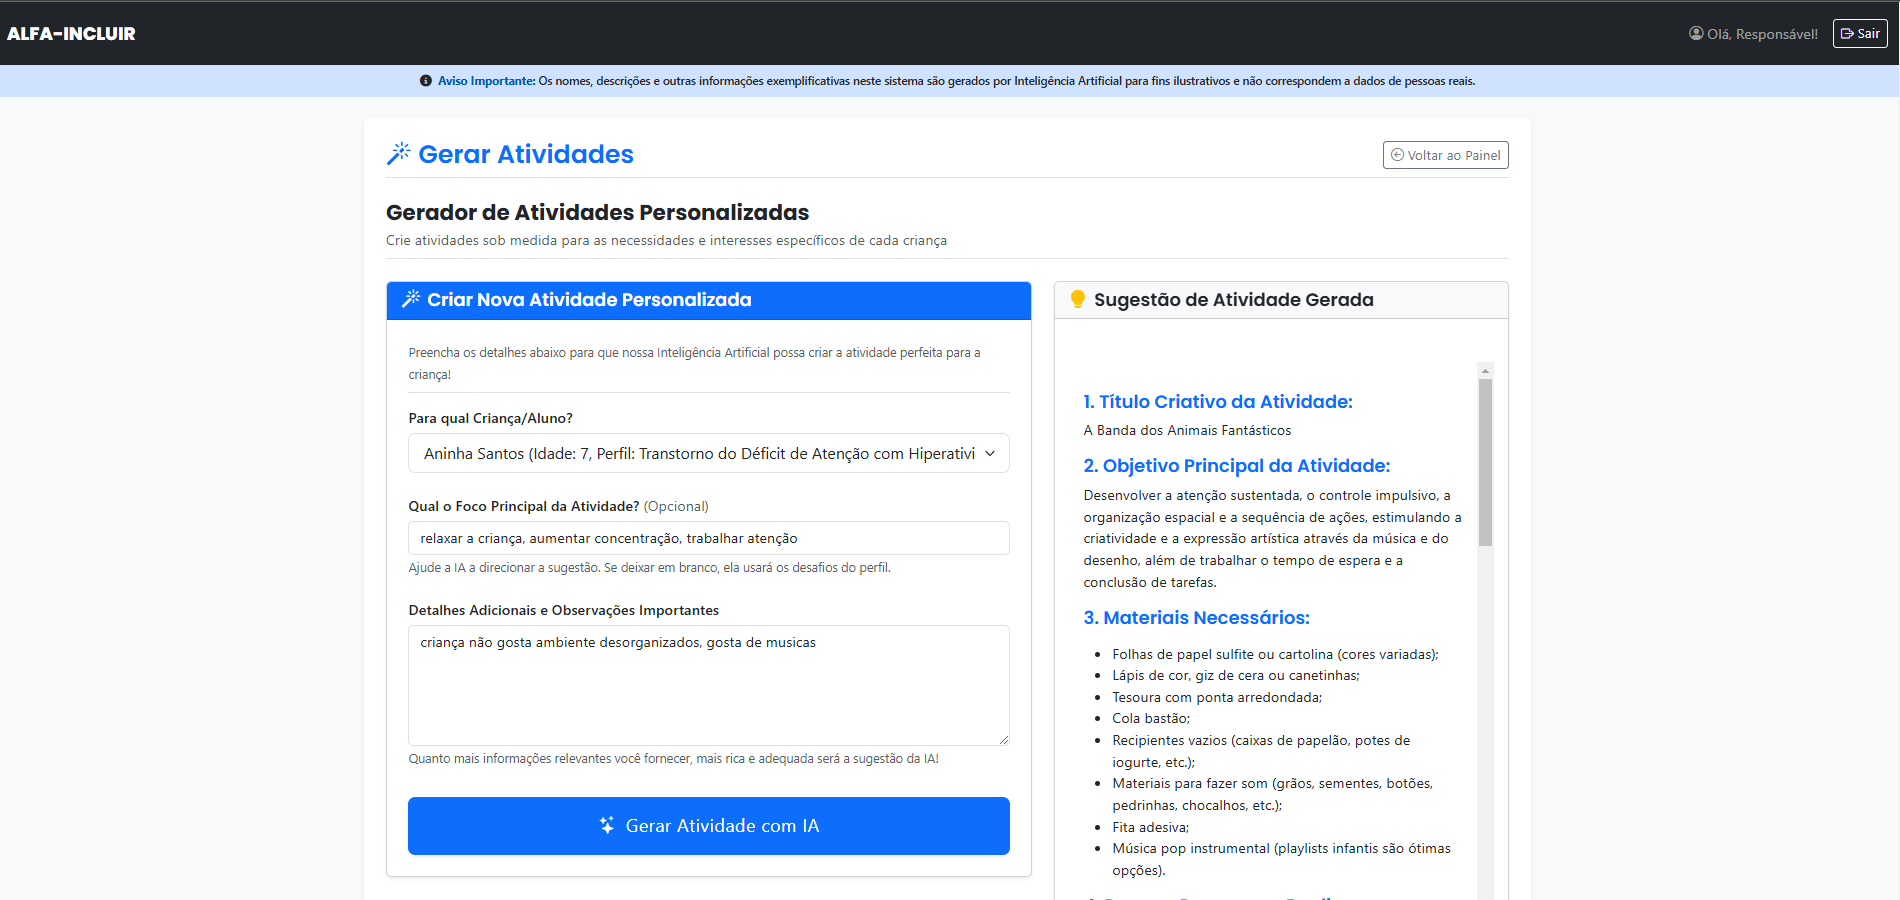 ALFA-INCLUIR
Olá, Responsável!
Sair
Aviso Importante: Os nomes, descrições e outras informações exemplificativas neste sistema são gerados por Inteligência Artificial para fins ilustrativos e não correspondem a dados de pessoas reais.
Gerar Atividades
Voltar ao Painel
Gerador de Atividades Personalizadas
Crie atividades sob medida para as necessidades e interesses específicos de cada criança
Criar Nova Atividade Personalizada
Preencha os detalhes abaixo para que nossa Inteligência Artificial possa criar a atividade perfeita para a
criança!
Para qual Criança/Aluno?
Aninha Santos (Idade: 7, Perfil: Transtorno do Déficit de Atenção com Hiperativi
Qual o Foco Principal da Atividade? (Opcional)
relaxar a criança, aumentar concentração, trabalhar atenção
Ajude a IA a direcionar a sugestão. Se deixar em branco, ela usará os desafios do perfil.
Detalhes Adicionais e Observações Importantes
criança não gosta ambiente desorganizados, gosta de musicas
Quanto mais informações relevantes você fornecer, mais rica e adequada será a sugestão da IA!
Gerar Atividade com IA
Sugestão de Atividade Gerada
1. Título Criativo da Atividade:
A Banda dos Animais Fantásticos
2. Objetivo Principal da Atividade:
Desenvolver a atenção sustentada, o controle impulsivo, a
organização espacial e a sequência de ações, estimulando a
criatividade e a expressão artística através da música e do
desenho, além de trabalhar o tempo de espera e a
conclusão de tarefas.
3. Materiais Necessários:
Folhas de papel sulfite ou cartolina (cores variadas);
Lápis de cor, giz de cera ou canetinhas;
Tesoura com ponta arredondada;
Cola bastão;
Recipientes vazios (caixas de papelão, potes de
iogurte, etc.);
Materiais para fazer som (grãos, sementes, botões,
pedrinhas, chocalhos, etc.);
Fita adesiva;
Música pop instrumental (playlists infantis são ótimas
opções).